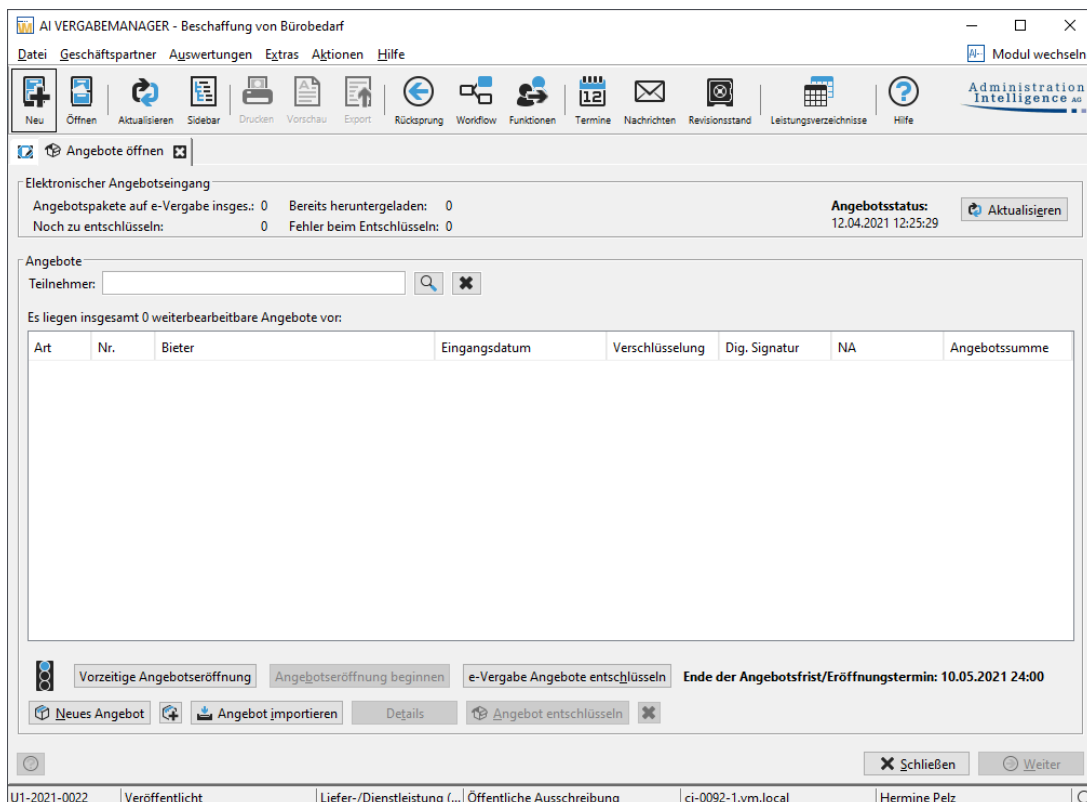 AI VERGABEMANAGER - Beschaffung von Bürobedarf
Datei Geschäftspartner Auswertungen Extras Aktionen Hilfe
AI Modul wechseln
Neu Öffnen Aktualisieren Sidebar Drucken Vorschau Export Rücksprung Workflow Funktionen 12 Termine Nachrichten Revisionsstand Leistungsverzeichnisse Hilfe
Administration
Intelligence AG
Angebote öffnen
Elektronischer Angebotseingang
Angebotspakete auf e-Vergabe insges.: 0 Bereits heruntergeladen: 0
Noch zu entschlüsseln: 0 Fehler beim Entschlüsseln: 0
Angebotsstatus:
12.04.2021 12:25:29
Aktualisieren
Angebote
Teilnehmer:
Es liegen insgesamt 0 weiterbearbeitbare Angebote vor:
Art Nr. Bieter Eingangsdatum Verschlüsselung Dig. Signatur NA Angebotssumme
Vorzeitige Angebotseröffnung Angebotseröffnung beginnen e-Vergabe Angebote entschlüsseln Ende der Angebotsfrist/Eröffnungstermin: 10.05.2021 24:00
Neues Angebot Angebot importieren Details Angebot entschlüsseln
Schließen Weiter
U1-2021-0022 Veröffentlicht Liefer-/Dienstleistung (... Öffentliche Ausschreibung ci-0092-1.vm.local Hermine Pelz